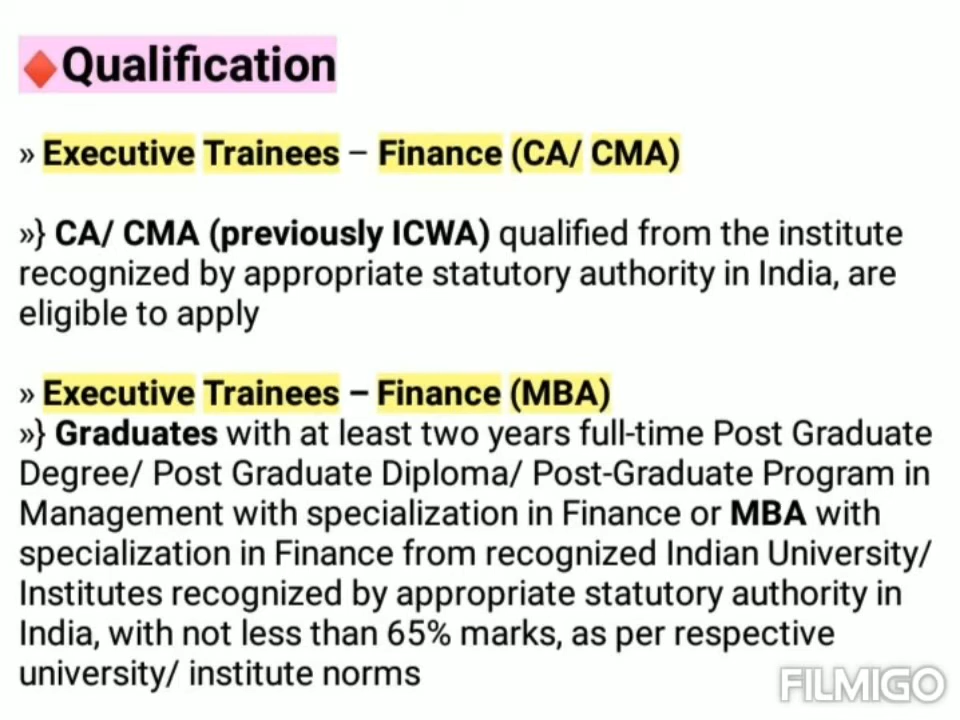 ♦Qualification
» Executive Trainees – Finance (CA/ CMA)
»} CA/ CMA (previously ICWA) qualified from the institute
recognized by appropriate statutory authority in India, are
eligible to apply
» Executive Trainees – Finance (MBA)
»} Graduates with at least two years full-time Post Graduate
Degree/ Post Graduate Diploma/ Post-Graduate Program in
Management with specialization in Finance or MBA with
specialization in Finance from recognized Indian University/
Institutes recognized by appropriate statutory authority in
India, with not less than 65% marks, as per respective
university/ institute norms
FILMIGO